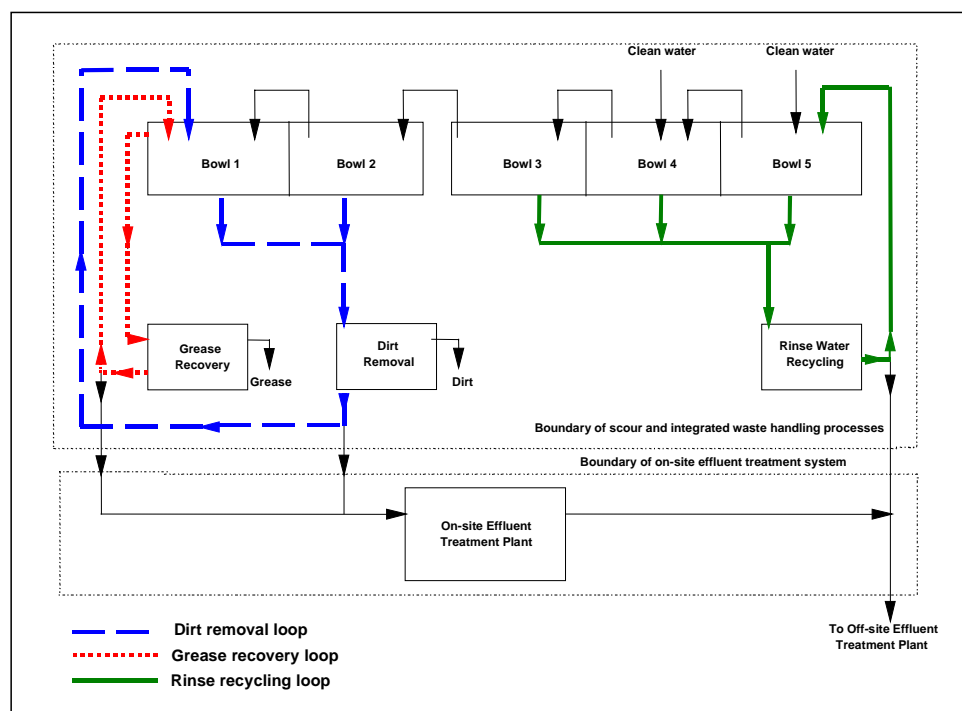 Clean water
Clean water
Bowl 1
Bowl 2
Bowl 3
Bowl 4
Bowl 5
Grease
Recovery
Grease
Dirt
Removal
Dirt
Rinse Water
Recycling
Boundary of scour and integrated waste handling processes
Boundary of on-site effluent treatment system
On-site Effluent
Treatment Plant
To Off-site Effluent
Treatment Plant
Dirt removal loop
Grease recovery loop
Rinse recycling loop